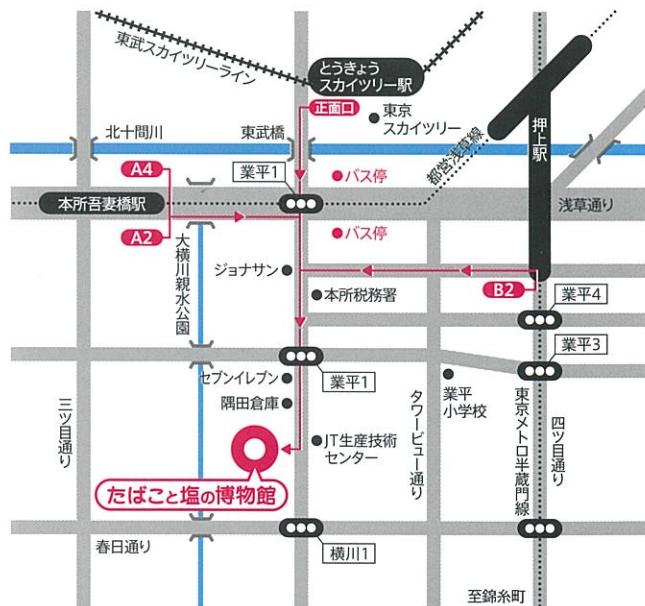 東武スカイツリーライン
とうきょう
スカイツリー駅
正面口
東京
スカイツリー
北十間川
東武橋
都営浅草線
押上駅
A4
業平1
バス停
本所吾妻橋駅
浅草通り
A2
バス停
大横川親水公園
ジョナサン
B2
本所税務署
業平4
業平3
業平1
セブンイレブン
隅田倉庫
業平
小学校
三ツ目通り
タワービュー通り
東京メトロ半蔵門線
四ツ目通り
JT生産技術
センター
たばこと塩の博物館
春日通り
横川1
至錦糸町